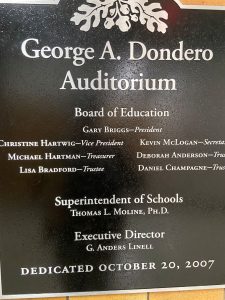 George A. Dondero
Auditorium
Board of Education
GARY BRIGGS—President
CHRISTINE HARTWIG—Vice President KEVIN MCLOGAN—Secreta
MICHAEL HARTMAN—Treasurer DEBORAH ANDERSON—Trus
LISA BRADFORD—Trustee DANIEL CHAMPAGNE—Trus
Superintendent of Schools
THOMAS L. MOLINE, PH.D.
Executive Director
G. ANDERS LINELL
DEDICATED OCTOBER 20, 2007